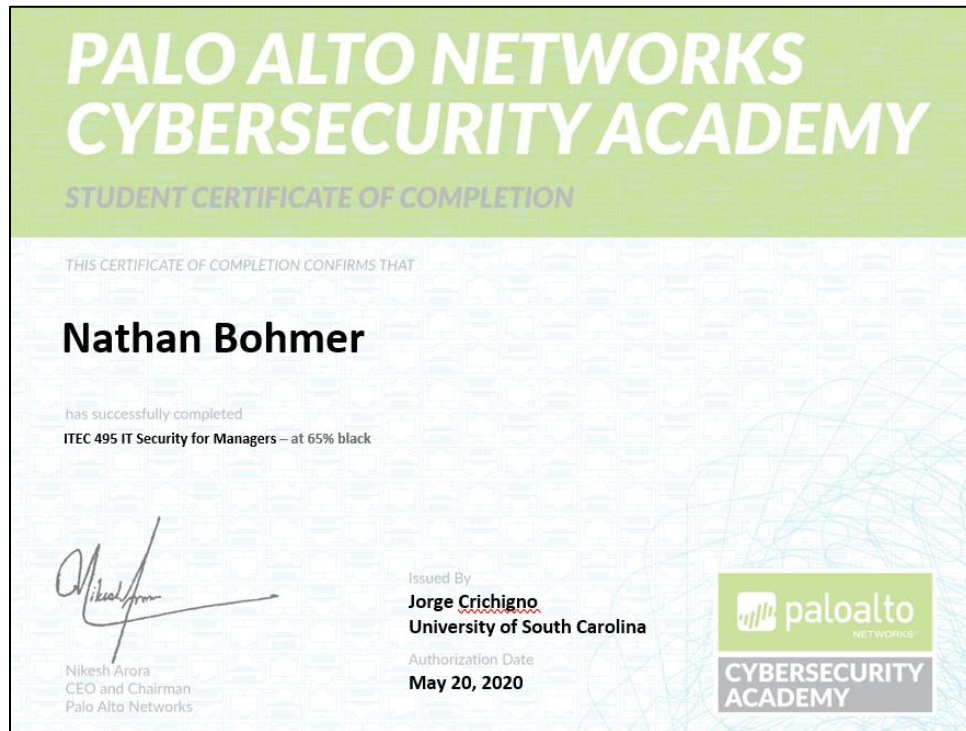 PALO ALTO NETWORKS
CYBERSECURITY ACADEMY
STUDENT CERTIFICATE OF COMPLETION
THIS CERTIFICATE OF COMPLETION CONFIRMS THAT
Nathan Bohmer
has successfully completed
ITEC 495 IT Security for Managers – at 65% black
Nikesh Arora
Nikesh Arora
CEO and Chairman
Palo Alto Networks
Issued By
Jorge Crichigno
University of South Carolina
Authorization Date
May 20, 2020
paloalto
NETWORKS®
CYBERSECURITY
ACADEMY